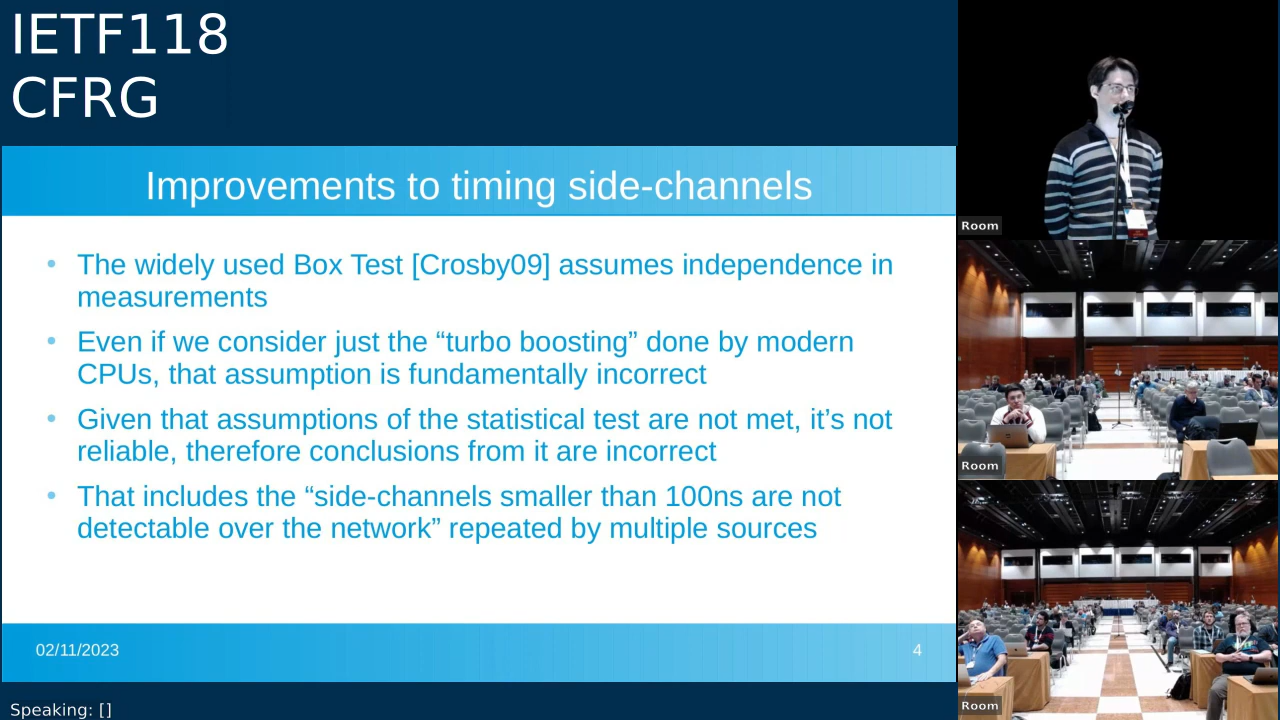 IETF118
CFRG
Improvements to timing side-channels
• The widely used Box Test [Crosby09] assumes independence in
measurements
• Even if we consider just the “turbo boosting” done by modern
CPUs, that assumption is fundamentally incorrect
• Given that assumptions of the statistical test are not met, it’s not
reliable, therefore conclusions from it are incorrect
• That includes the “side-channels smaller than 100ns are not
detectable over the network” repeated by multiple sources
02/11/2023
4
Speaking: []
Room
Room
Room